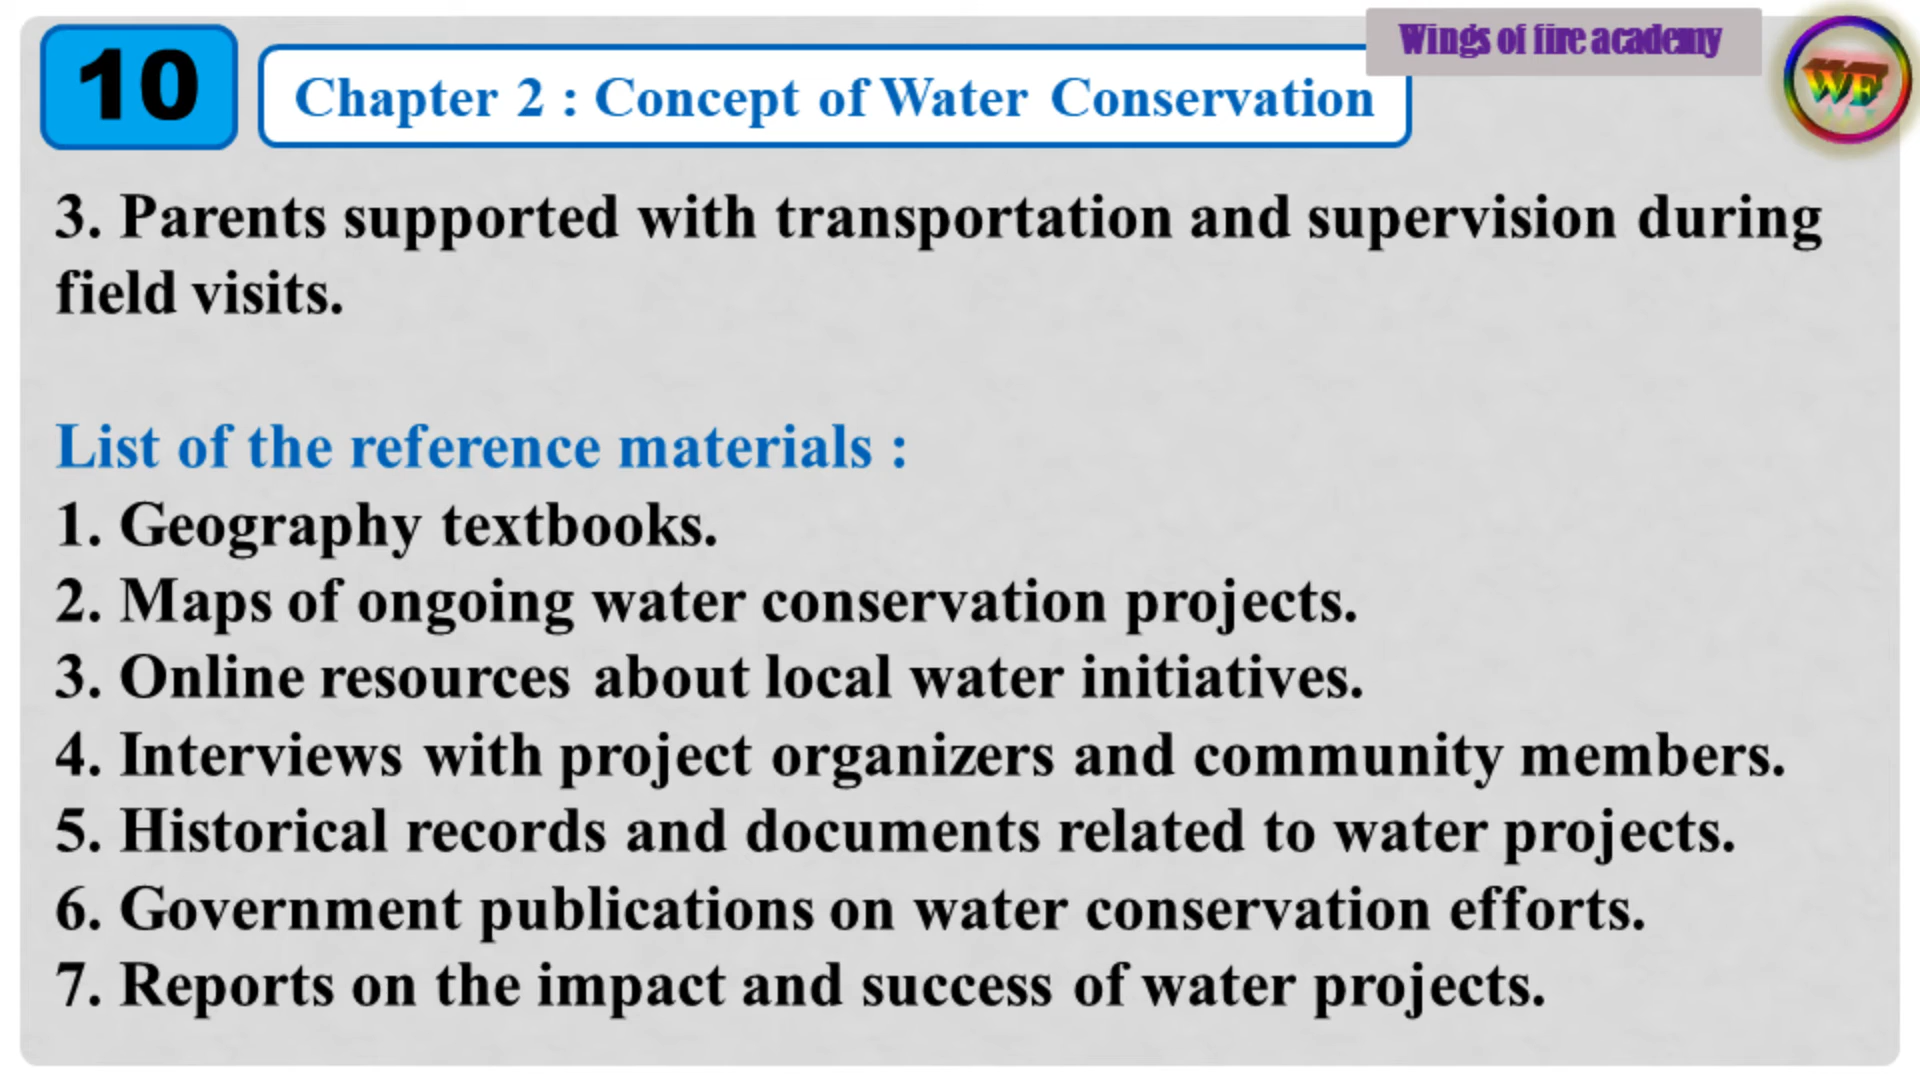 Wings of fire academy
10
Chapter 2 : Concept of Water Conservation
WF
3. Parents supported with transportation and supervision during
field visits.
List of the reference materials :
1. Geography textbooks.
2. Maps of ongoing water conservation projects.
3. Online resources about local water initiatives.
4. Interviews with project organizers and community members.
5. Historical records and documents related to water projects.
6. Government publications on water conservation efforts.
7. Reports on the impact and success of water projects.